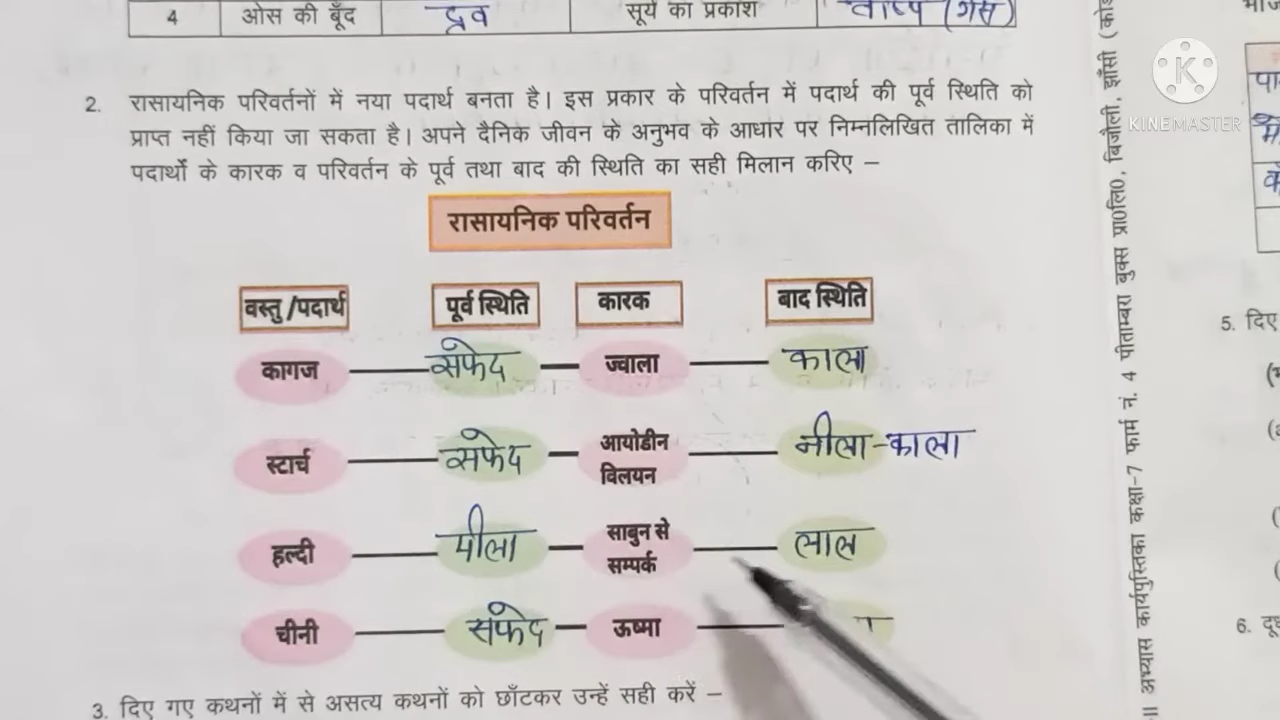 4 ओस की बूँद द्रव सूर्य का प्रकाश वाष्प (गैस)
2. रासायनिक परिवर्तनों में नया पदार्थ बनता है। इस प्रकार के परिवर्तन में पदार्थ की पूर्व स्थिति को
प्राप्त नहीं किया जा सकता है। अपने दैनिक जीवन के अनुभव के आधार पर निम्नलिखित तालिका में
पदार्थों के कारक व परिवर्तन के पूर्व तथा बाद की स्थिति का सही मिलान करिए –
रासायनिक परिवर्तन
वस्तु /पदार्थ पूर्व स्थिति कारक बाद स्थिति
कागज सफेद ज्वाला काला
स्टार्च सफेद आयोडीन विलयन नीला-काला
हल्दी पीला साबुन से सम्पर्क लाल
चीनी सफेद ऊष्मा
3. दिए गए कथनों में से असत्य कथनों को छाँटकर उन्हें सही करें –
KINEMASTER
अभ्यास कार्यपुस्तिका कक्षा-7 फार्म नं. 4 पीताम्बरा बुक्स प्रा०लि०, बिजौली, झाँसी
5. दिए
6.